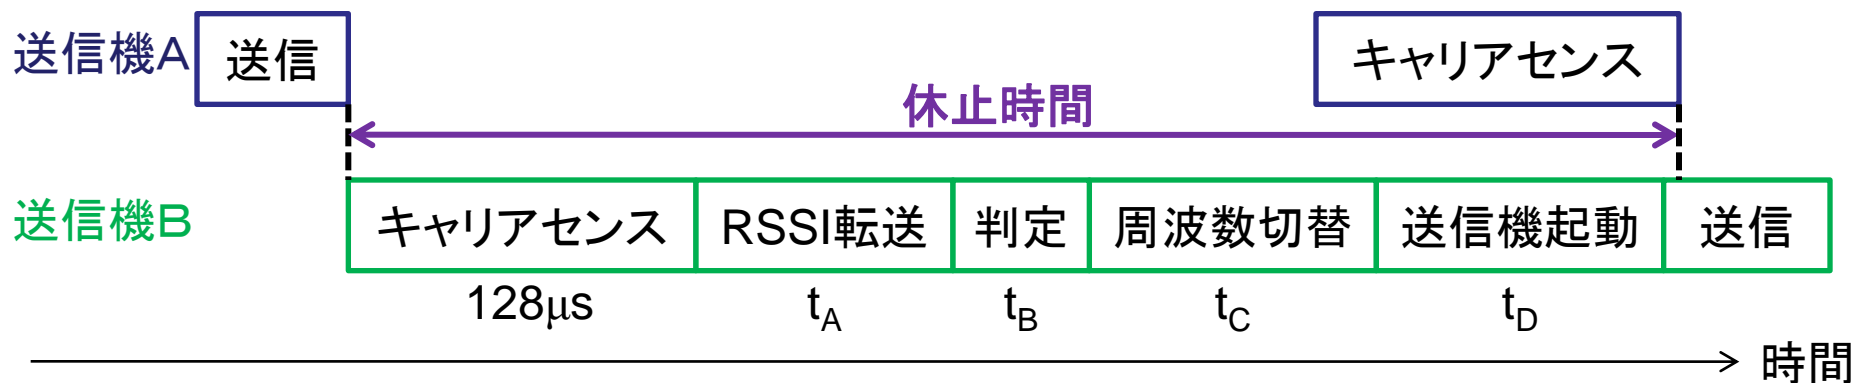 送信機A 送信 キャリアセンス
休止時間
送信機B キャリアセンス RSSI転送 判定 周波数切替 送信機起動 送信
128μs tA tB tC tD
時間